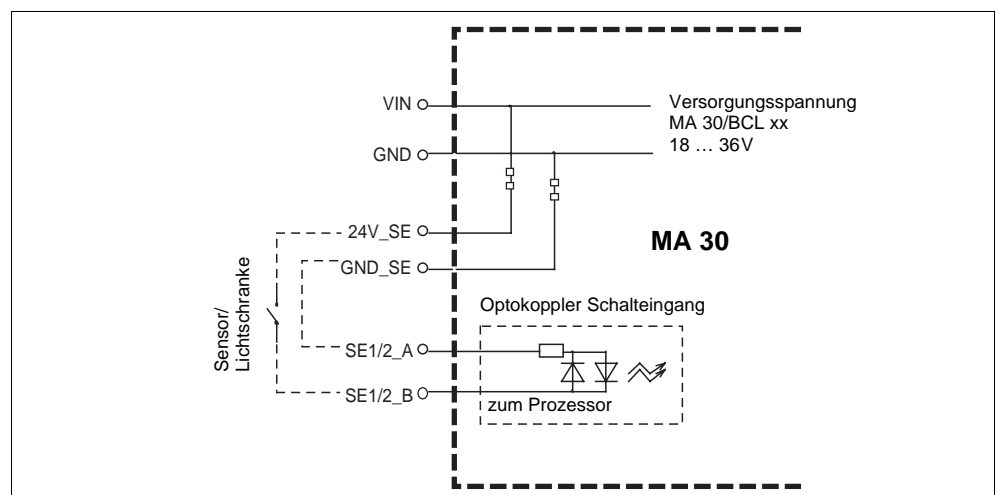 VIN
Versorgungsspannung
MA 30/BCL xx
18 … 36V
GND
24V_SE
MA 30
GND_SE
Sensor/
Lichtschranke
Optokoppler Schalteingang
SE1/2_A
SE1/2_B
zum Prozessor